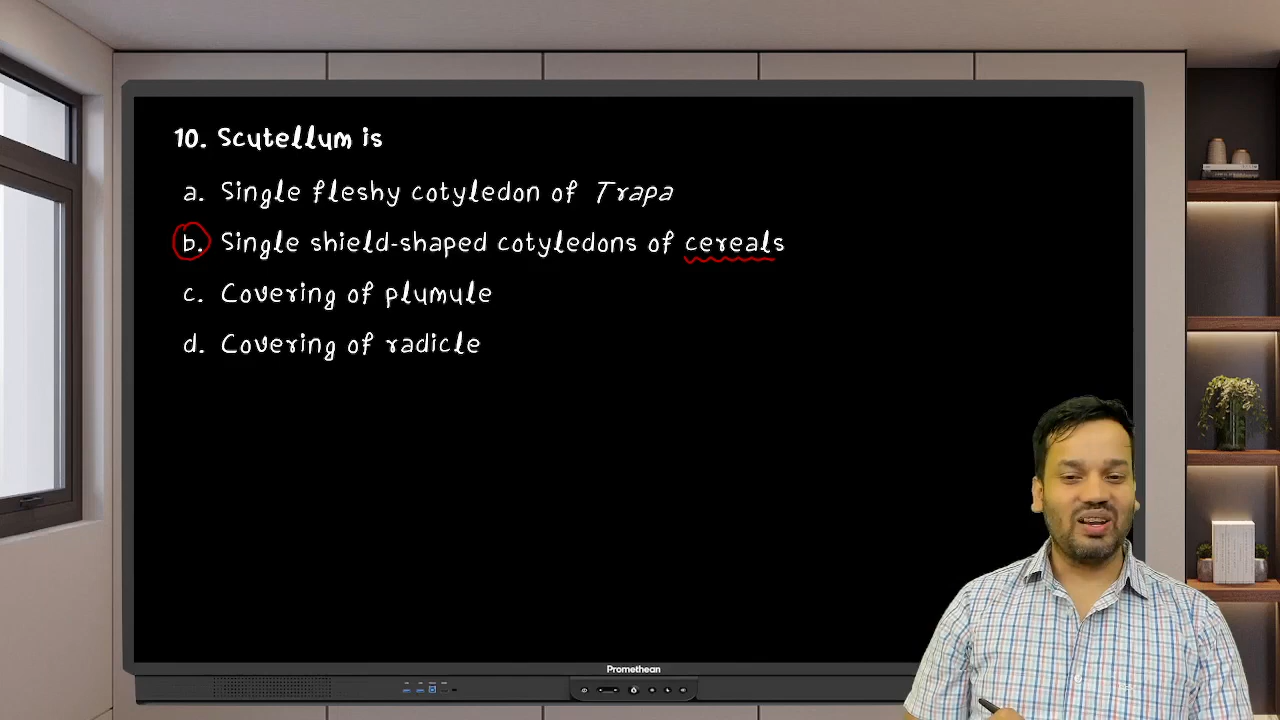 10. Scutellum is
a. Single fleshy cotyledon of Trapa
b. Single shield-shaped cotyledons of cereals
c. Covering of plumule
d. Covering of radicle
Promethean